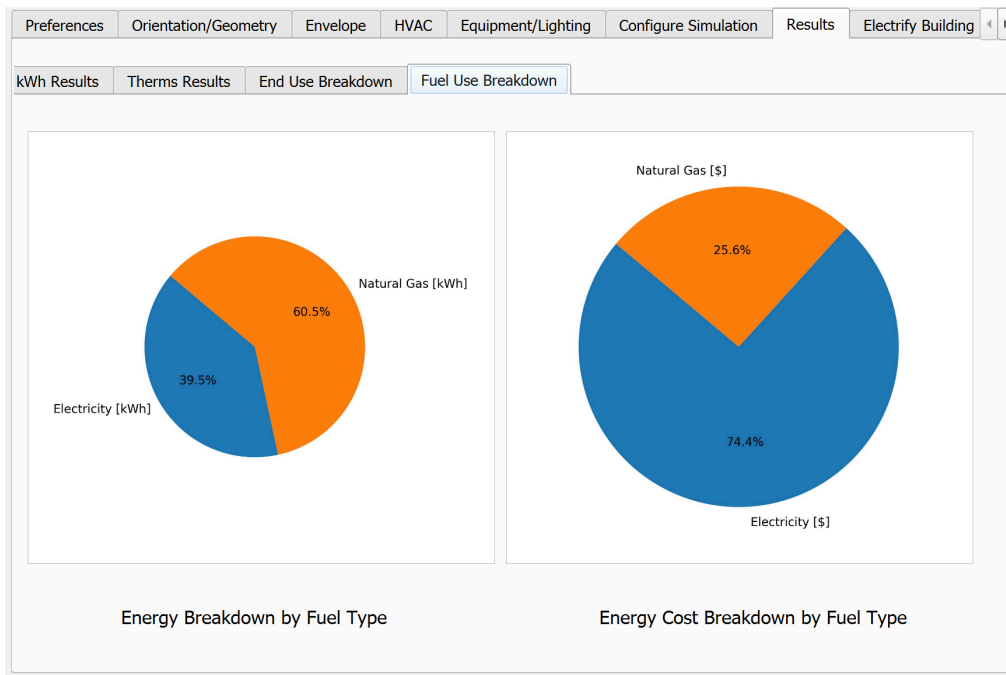 Preferences Orientation/Geometry Envelope HVAC Equipment/Lighting Configure Simulation Results Electrify Building
kWh Results Therms Results End Use Breakdown Fuel Use Breakdown
Natural Gas [kWh]
60.5%
39.5%
Electricity [kWh]
Energy Breakdown by Fuel Type
Natural Gas [$]
25.6%
74.4%
Electricity [$]
Energy Cost Breakdown by Fuel Type